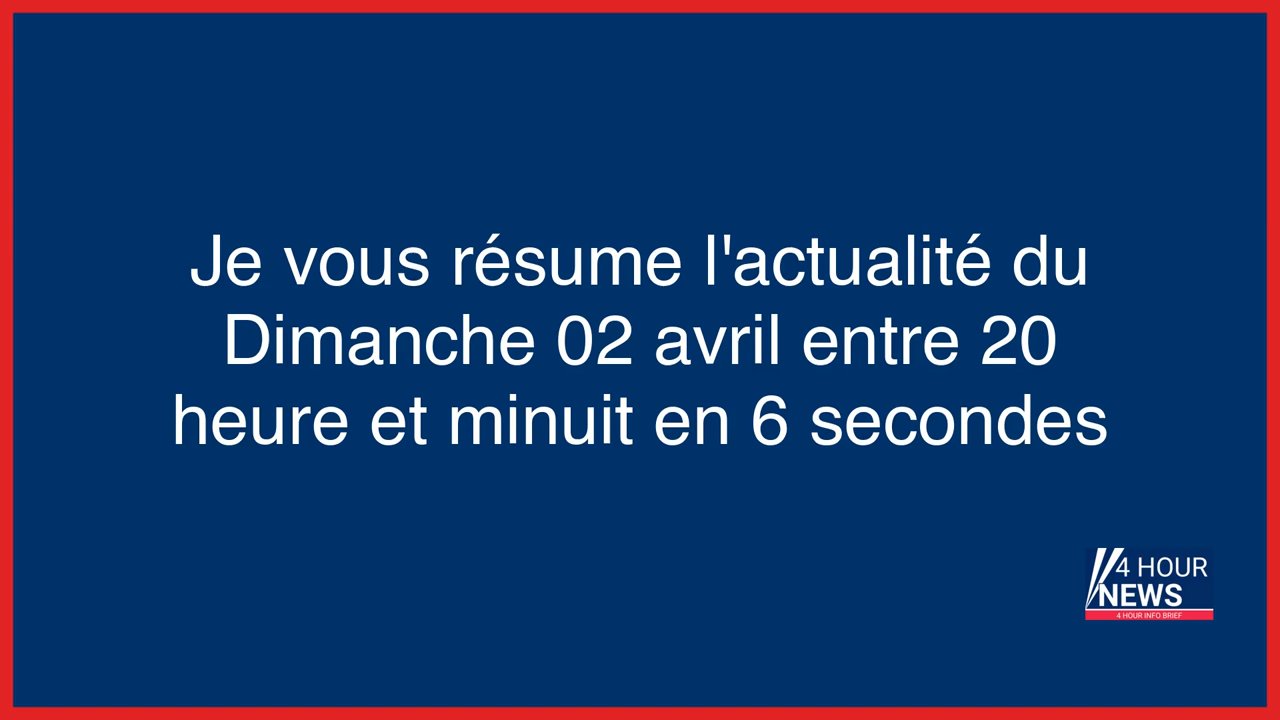 Je vous résume l'actualité du
Dimanche 02 avril entre 20
heure et minuit en 6 secondes
4 HOUR
NEWS
4 HOUR INFO BRIEF